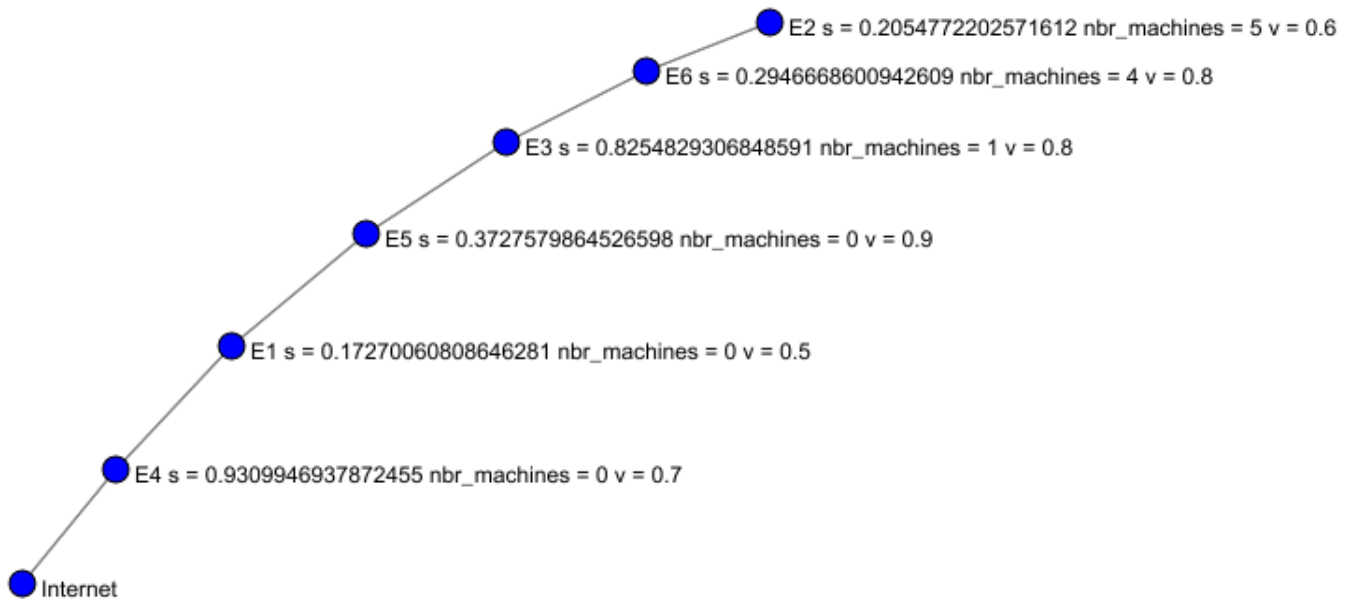 E2 s = 0.2054772202571612 nbr_machines = 5 v = 0.6
E6 s = 0.2946668600942609 nbr_machines = 4 v = 0.8
E3 s = 0.8254829306848591 nbr_machines = 1 v = 0.8
E5 s = 0.3727579864526598 nbr_machines = 0 v = 0.9
E1 s = 0.17270060808646281 nbr_machines = 0 v = 0.5
E4 s = 0.9309946937872455 nbr_machines = 0 v = 0.7
Internet